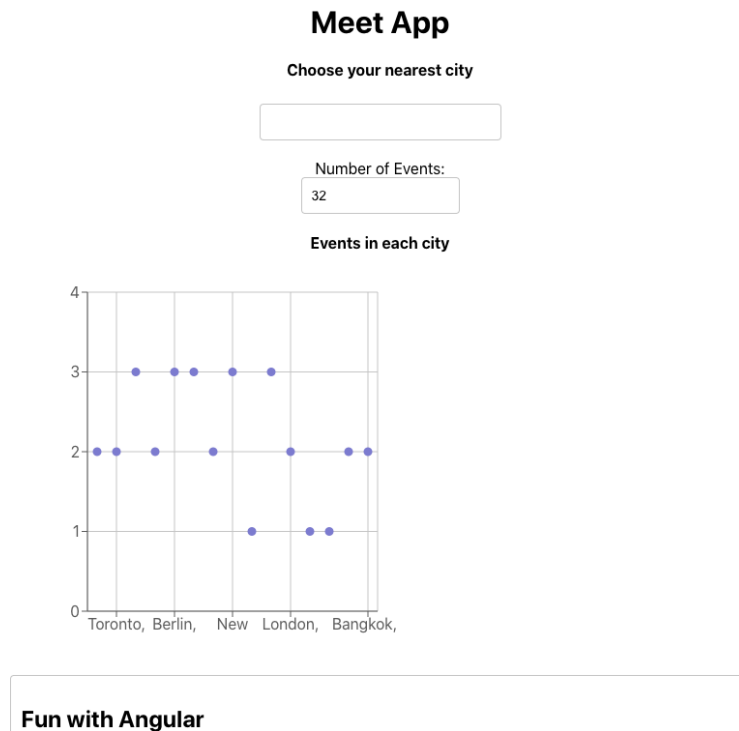 Meet App
Choose your nearest city
Number of Events:
32
Events in each city
4
3
2
1
0
Toronto, Berlin, New London, Bangkok,
Fun with Angular